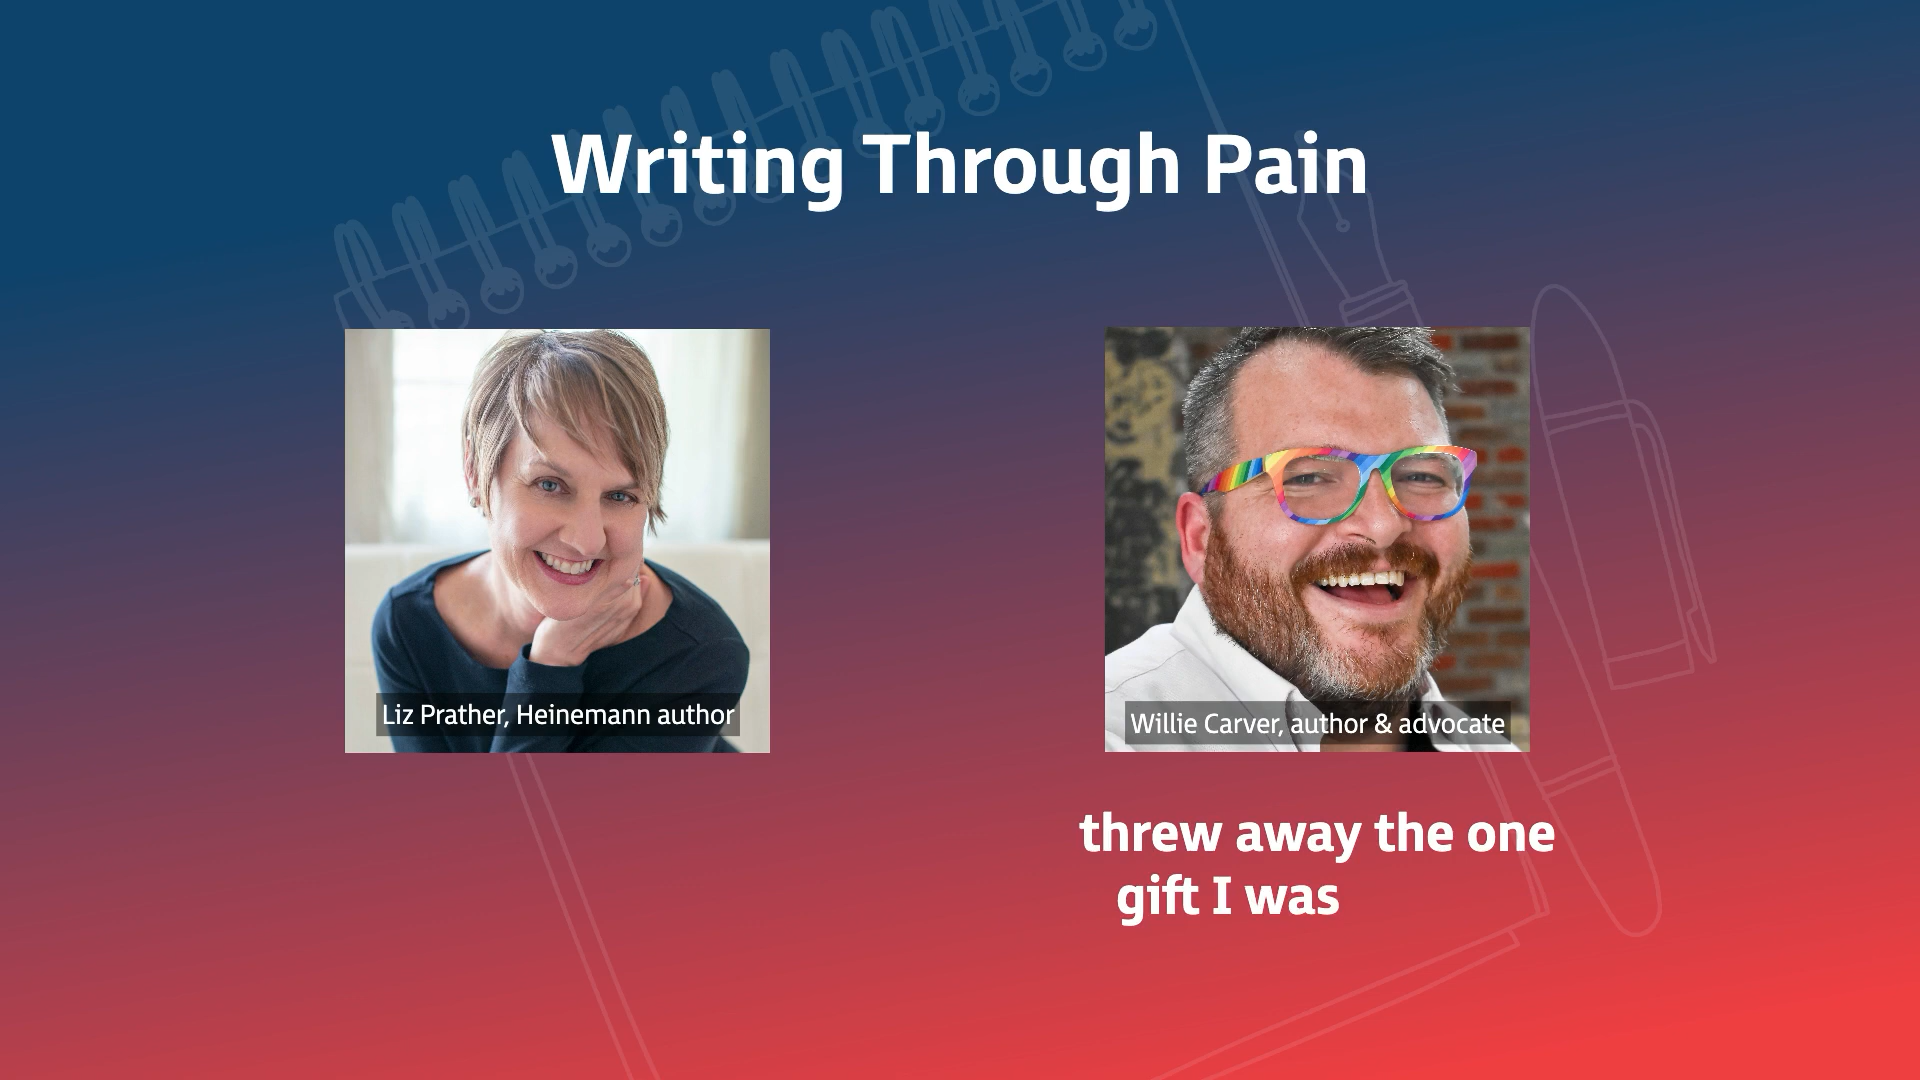 Writing Through Pain
Liz Prather, Heinemann author
Willie Carver, author & advocate
threw away the one
gift I was